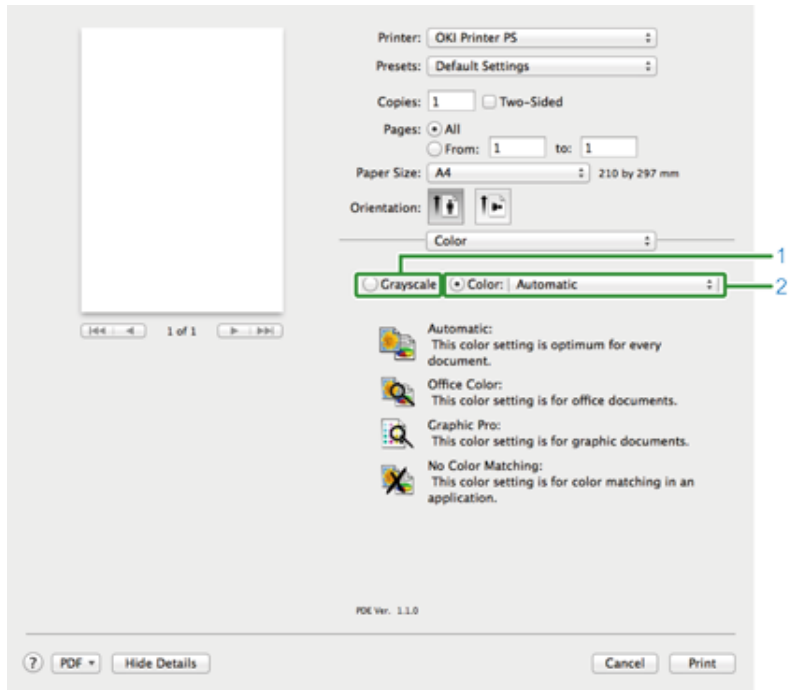 Printer: OKI Printer PS
Presets: Default Settings
Copies: 1 Two-Sided
Pages: All
From: 1 to: 1
Paper Size: A4 210 by 297 mm
Orientation:
Color
1
Grayscale Color: Automatic
2
1 of 1
Automatic:
This color setting is optimum for every
document.
Office Color:
This color setting is for office documents.
Graphic Pro:
This color setting is for graphic documents.
No Color Matching:
This color setting is for color matching in an
application.
PDE Ver. 1.1.0
? PDF Hide Details Cancel Print